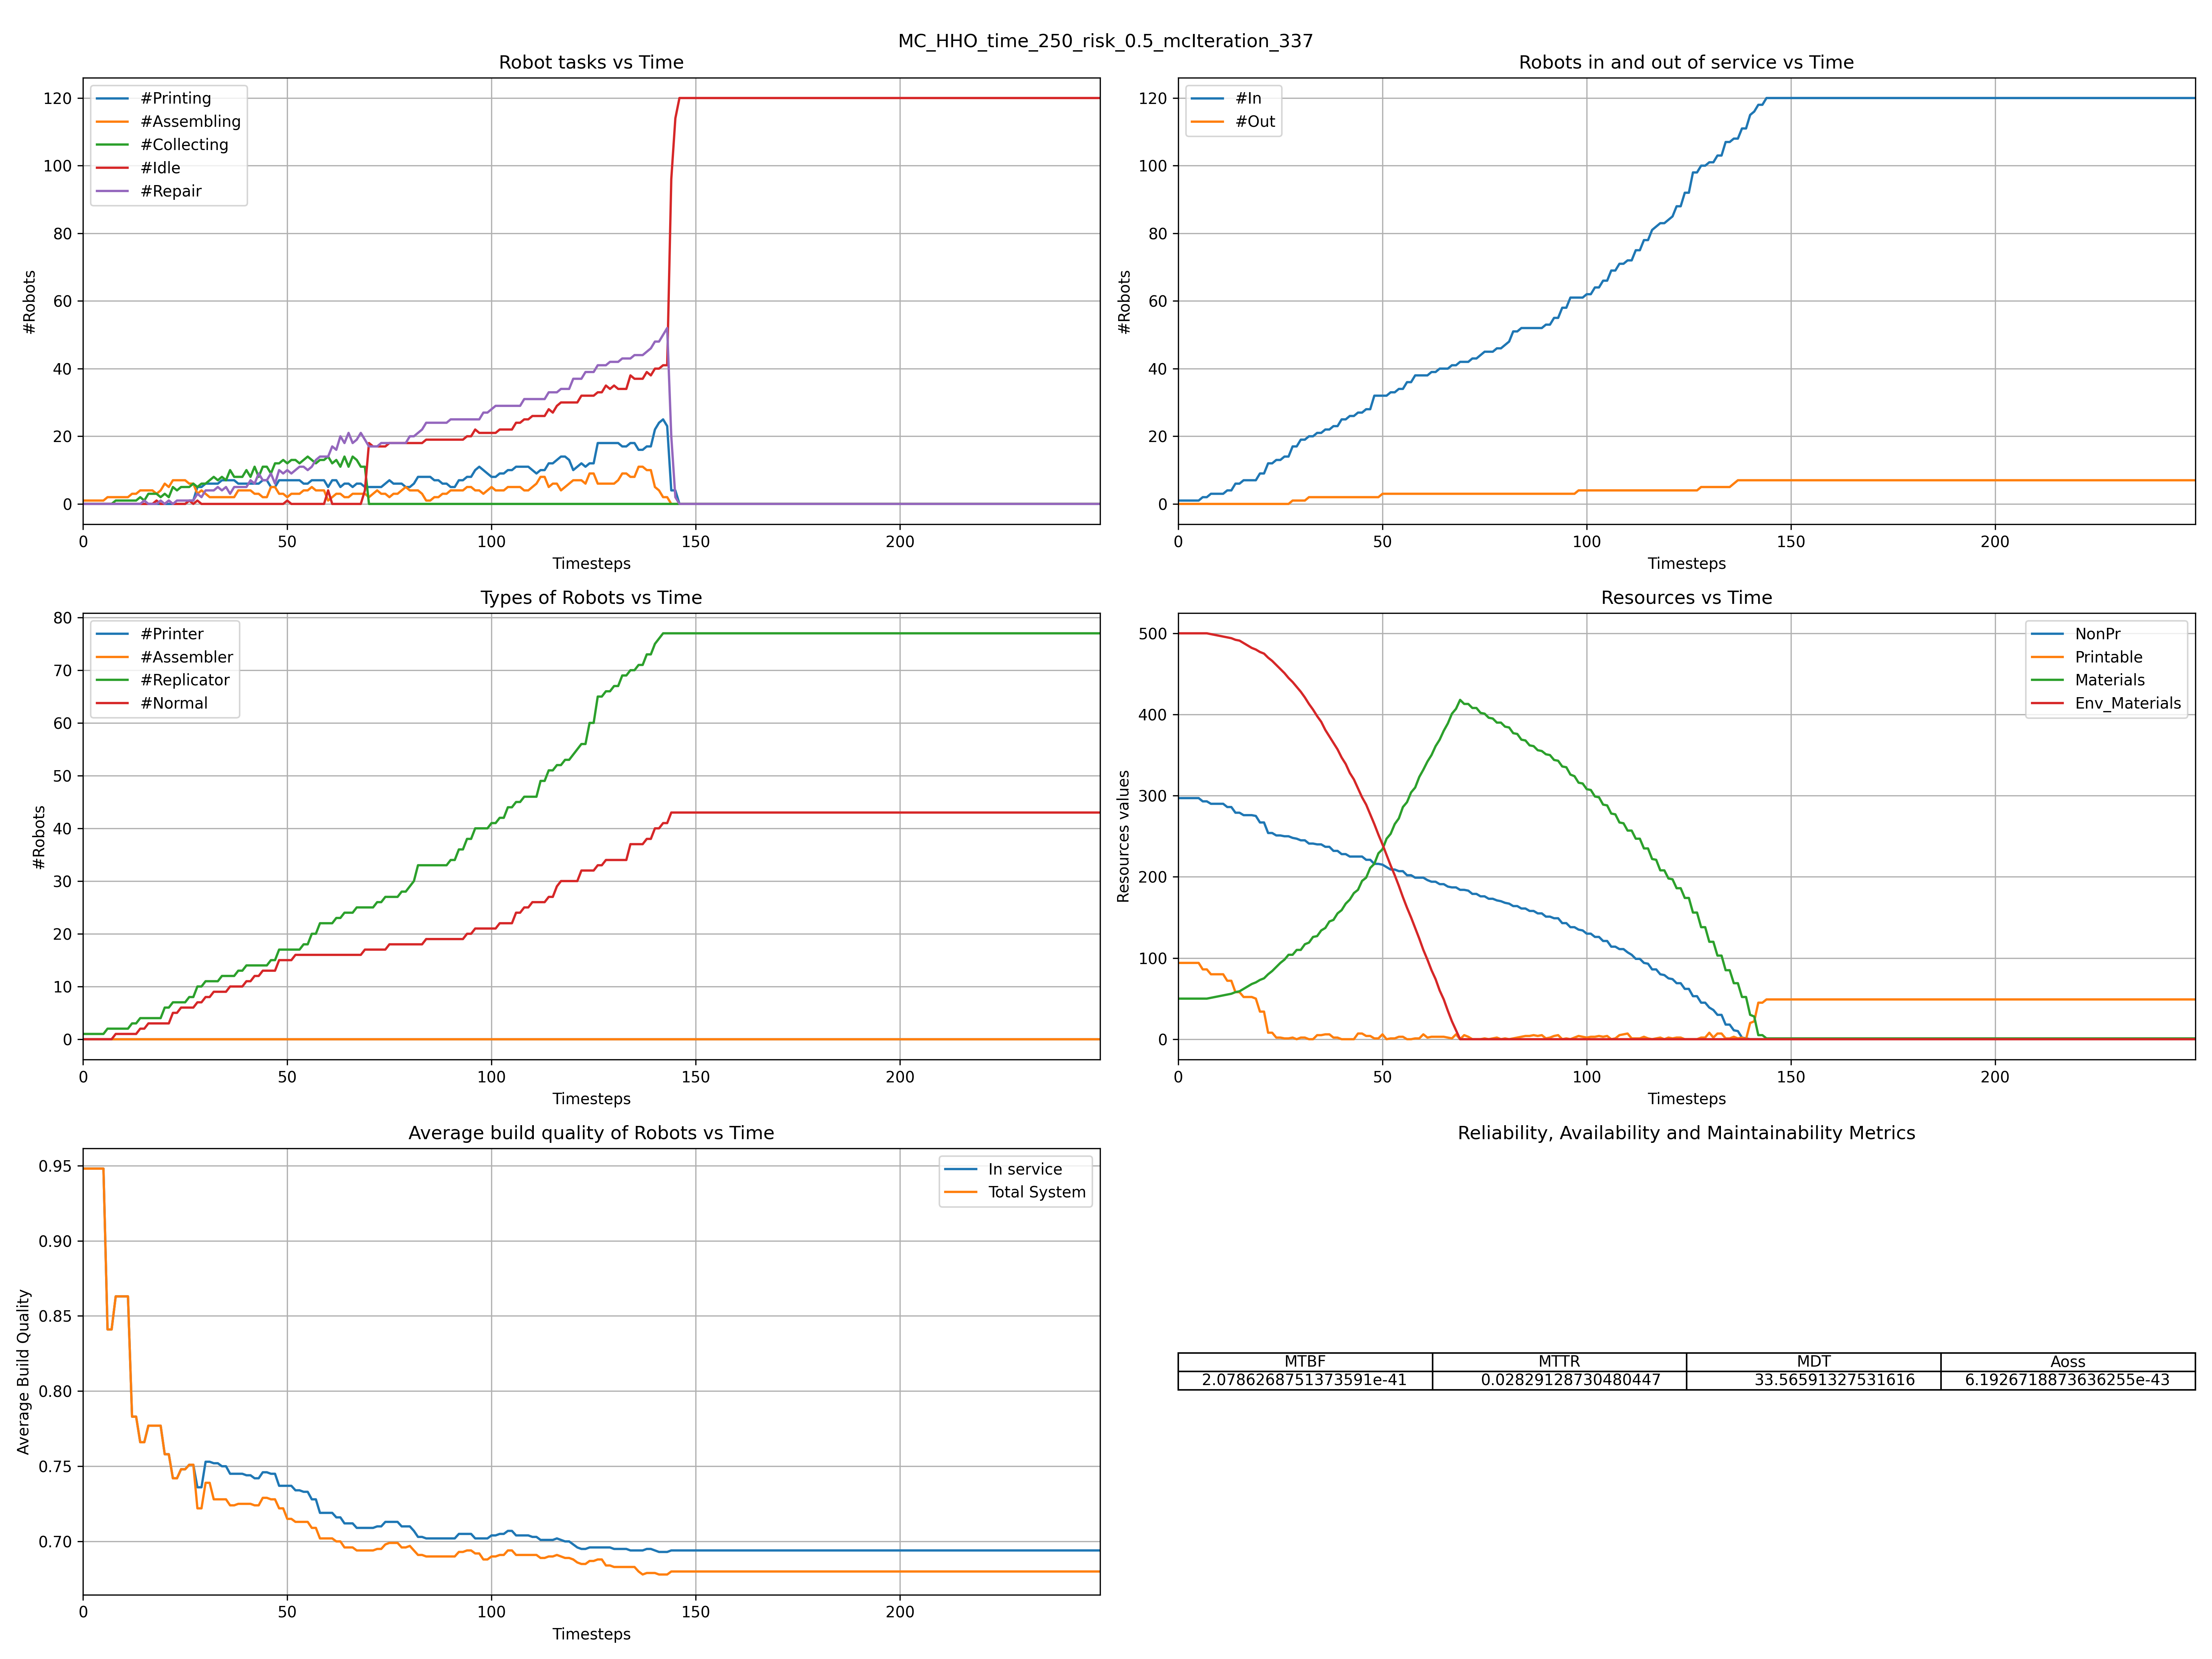 MC_HHO_time_250_risk_0.5_mcIteration_337
Robot tasks vs Time
#Printing
#Assembling
#Collecting
#Idle
#Repair
120
100
80
60
40
20
0
#Robots
0 50 100 150 200
Timesteps
Robots in and out of service vs Time
#In
#Out
120
100
80
60
40
20
0
#Robots
0 50 100 150 200
Timesteps
Types of Robots vs Time
#Printer
#Assembler
#Replicator
#Normal
80
70
60
50
40
30
20
10
0
#Robots
0 50 100 150 200
Timesteps
Resources vs Time
NonPr
Printable
Materials
Env_Materials
500
400
300
200
100
0
Resources values
0 50 100 150 200
Timesteps
Average build quality of Robots vs Time
In service
Total System
0.95
0.90
0.85
0.80
0.75
0.70
Average Build Quality
0 50 100 150 200
Timesteps
Reliability, Availability and Maintainability Metrics
MTBF MTTR MDT Aoss
2.0786268751373591e-41 0.02829128730480447 33.56591327531616 6.1926718873636255e-43